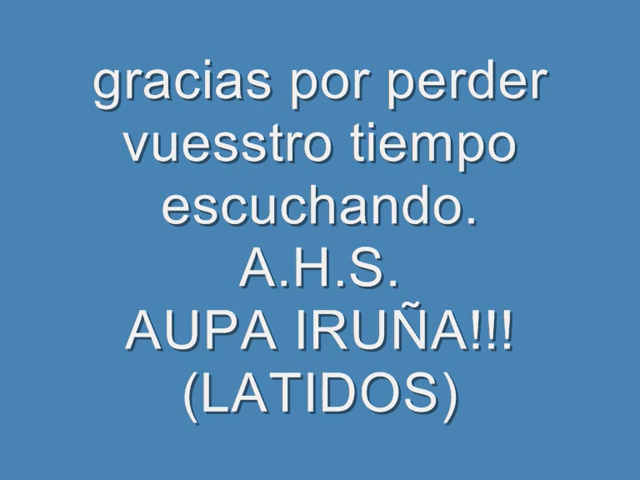 gracias por perder
vuesstro tiempo
escuchando.
A.H.S.
AUPA IRUÑA!!!
(LATIDOS)